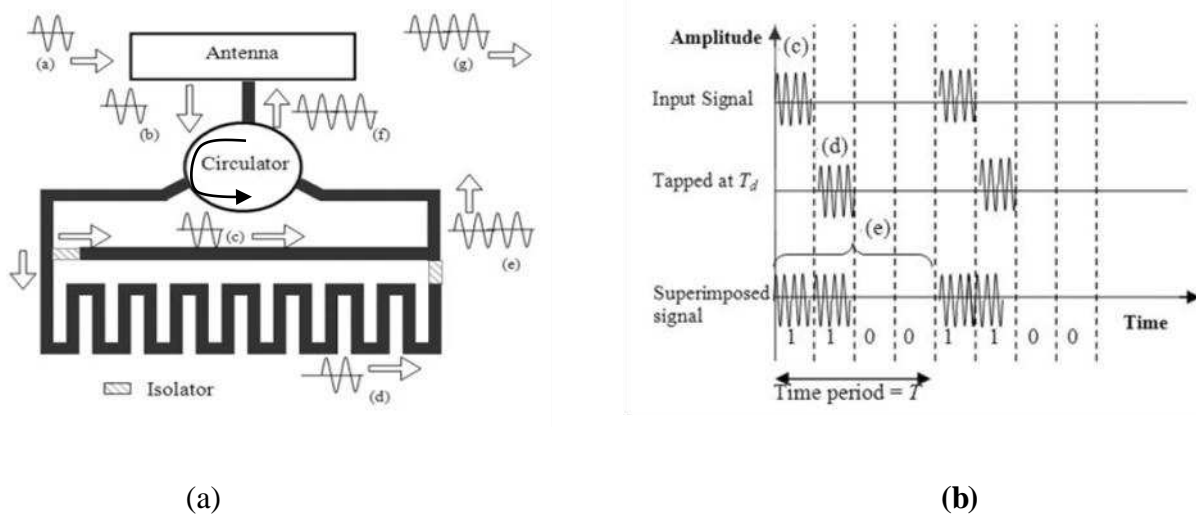 (a)
Antenna
(g)
(b)
(f)
Circulator
(c)
(e)
Isolator
(d)
Amplitude
(c)
Input Signal
(d)
Tapped at Td
(e)
Superimposed
signal
Time
1 1 0 0 1 1 0 0
Time period = T
(a)
(b)